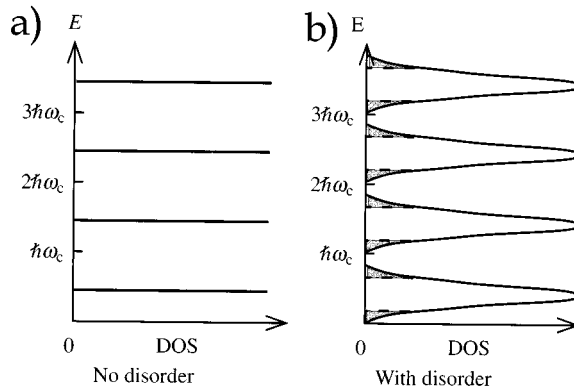 a)
E
3ħωc
2ħωc
ħωc
0
DOS
No disorder
b)
E
3ħωc
2ħωc
ħωc
0
DOS
With disorder